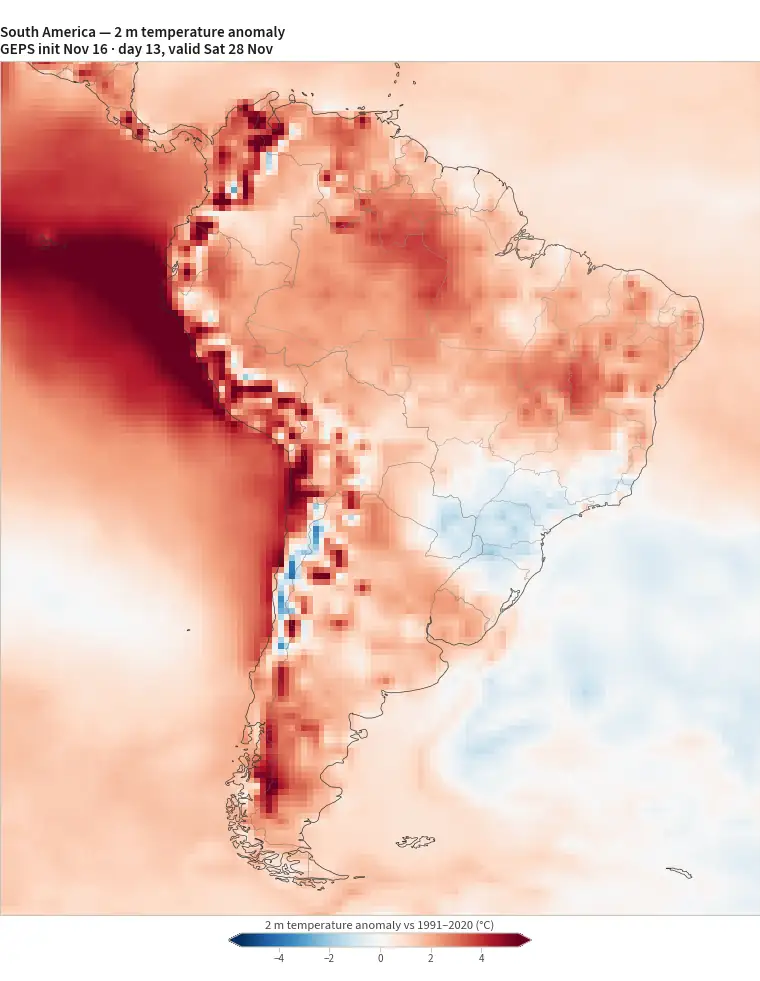 South America — 2 m temperature anomaly
GEPS init Nov 16 · day 13, valid Sat 28 Nov
2 m temperature anomaly vs 1991–2020 (°C)
−4 −2 0 2 4